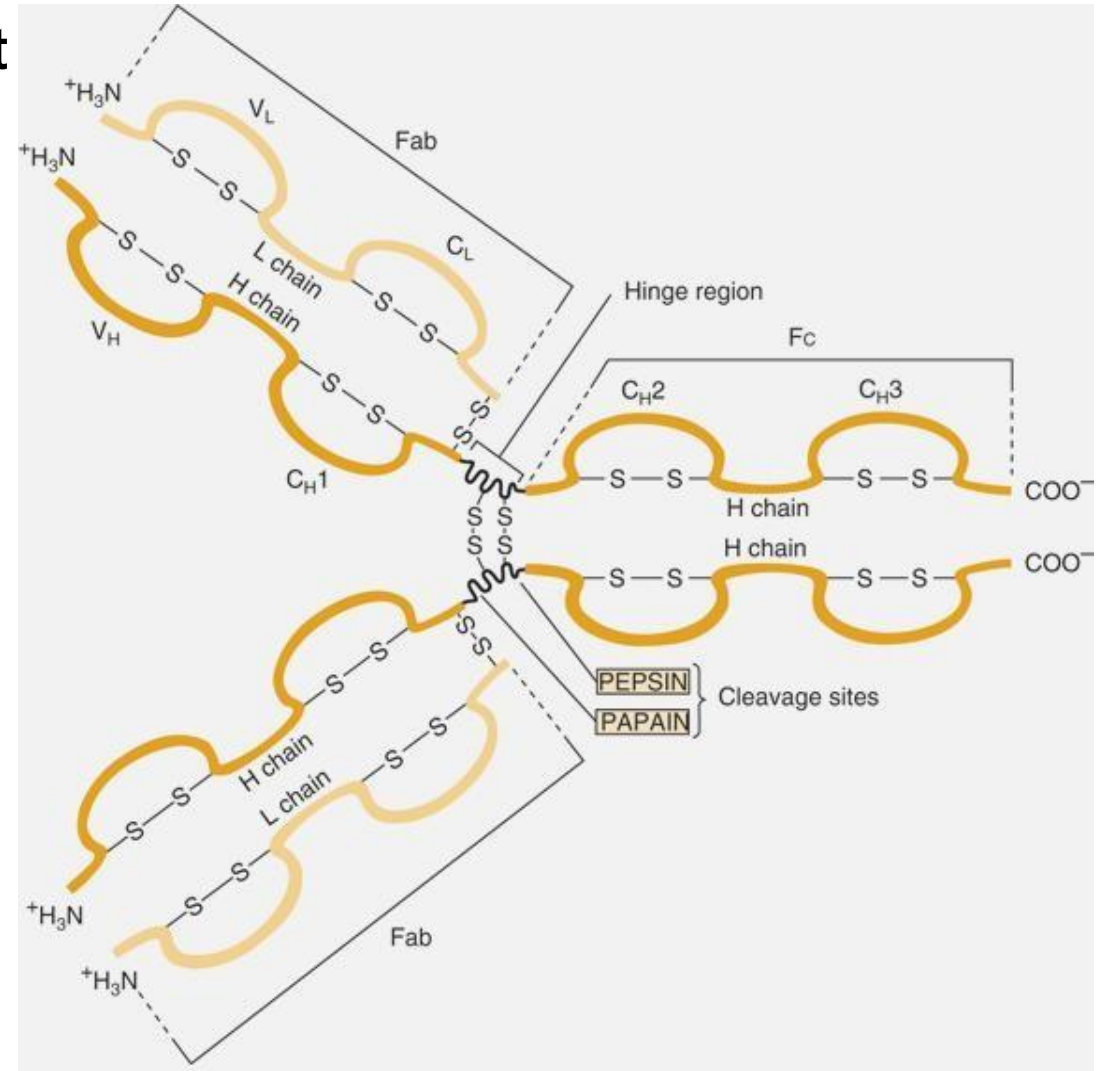 t
⁺H₃N
V_L
Fab
⁺H₃N
S S
C_L
L chain
S S
Hinge region
H chain
S S
V_H
Fc
S S
C_H2
C_H3
S
S
C_H1
S S
S S
COO⁻
H chain
S S
S S
H chain
COO⁻
S S
S S
S
S
S S
PEPSIN
Cleavage sites
PAPAIN
S S
H chain
L chain
S S
S S
⁺H₃N
Fab
⁺H₃N